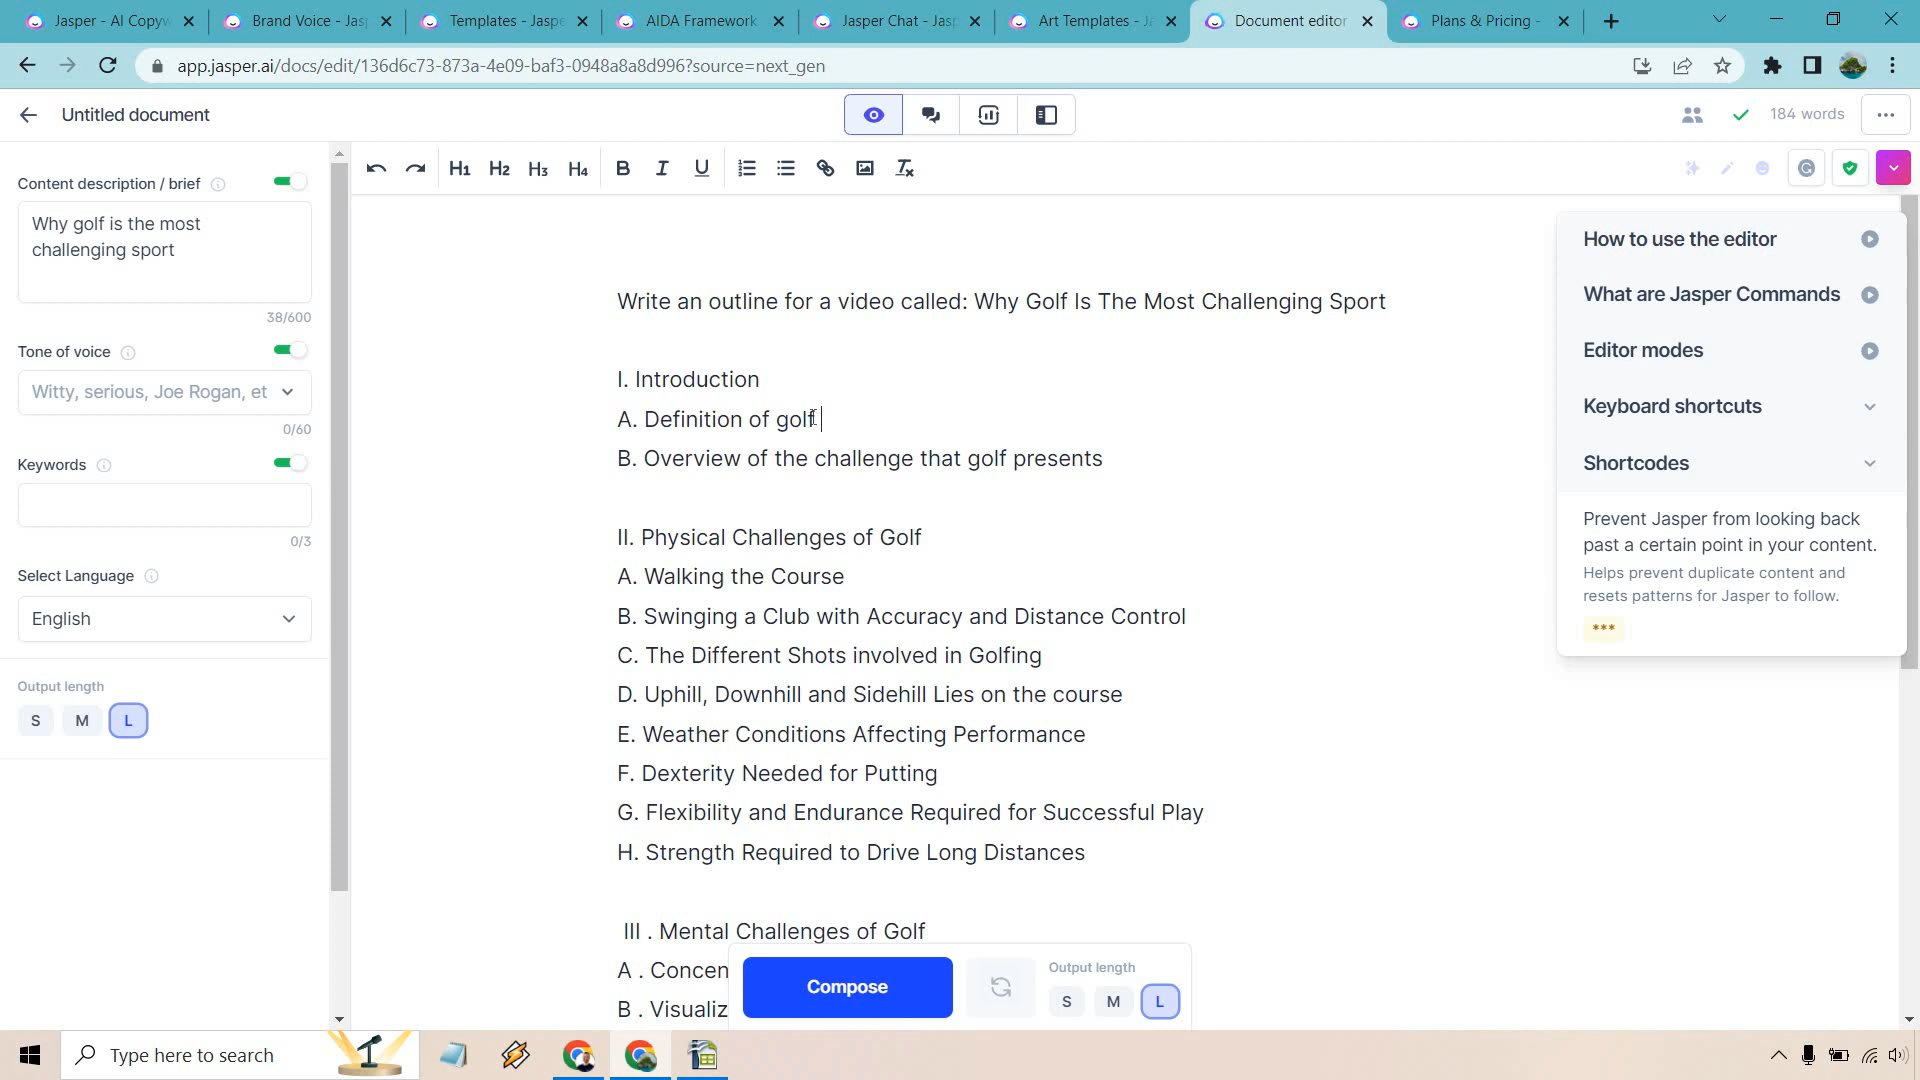 Jasper - AI Copyw
Brand Voice - Jasp
Templates - Jaspe
AIDA Framework
Jasper Chat - Jasp
Art Templates - Ja
Document editor
Plans & Pricing -
app.jasper.ai/docs/edit/136d6c73-873a-4e09-baf3-0948a8a8d996?source=next_gen
Untitled document
184 words
Content description / brief
Why golf is the most
challenging sport
38/600
Tone of voice
Witty, serious, Joe Rogan, et
0/60
Keywords
0/3
Select Language
English
Output length
S M L
H1 H2 H3 H4 B I U
Write an outline for a video called: Why Golf Is The Most Challenging Sport
I. Introduction
A. Definition of golf
B. Overview of the challenge that golf presents
II. Physical Challenges of Golf
A. Walking the Course
B. Swinging a Club with Accuracy and Distance Control
C. The Different Shots involved in Golfing
D. Uphill, Downhill and Sidehill Lies on the course
E. Weather Conditions Affecting Performance
F. Dexterity Needed for Putting
G. Flexibility and Endurance Required for Successful Play
H. Strength Required to Drive Long Distances
III . Mental Challenges of Golf
A . Concen
B . Visualiz
Compose
Output length
S M L
How to use the editor
What are Jasper Commands
Editor modes
Keyboard shortcuts
Shortcodes
Prevent Jasper from looking back
past a certain point in your content.
Helps prevent duplicate content and
resets patterns for Jasper to follow.
***
Type here to search